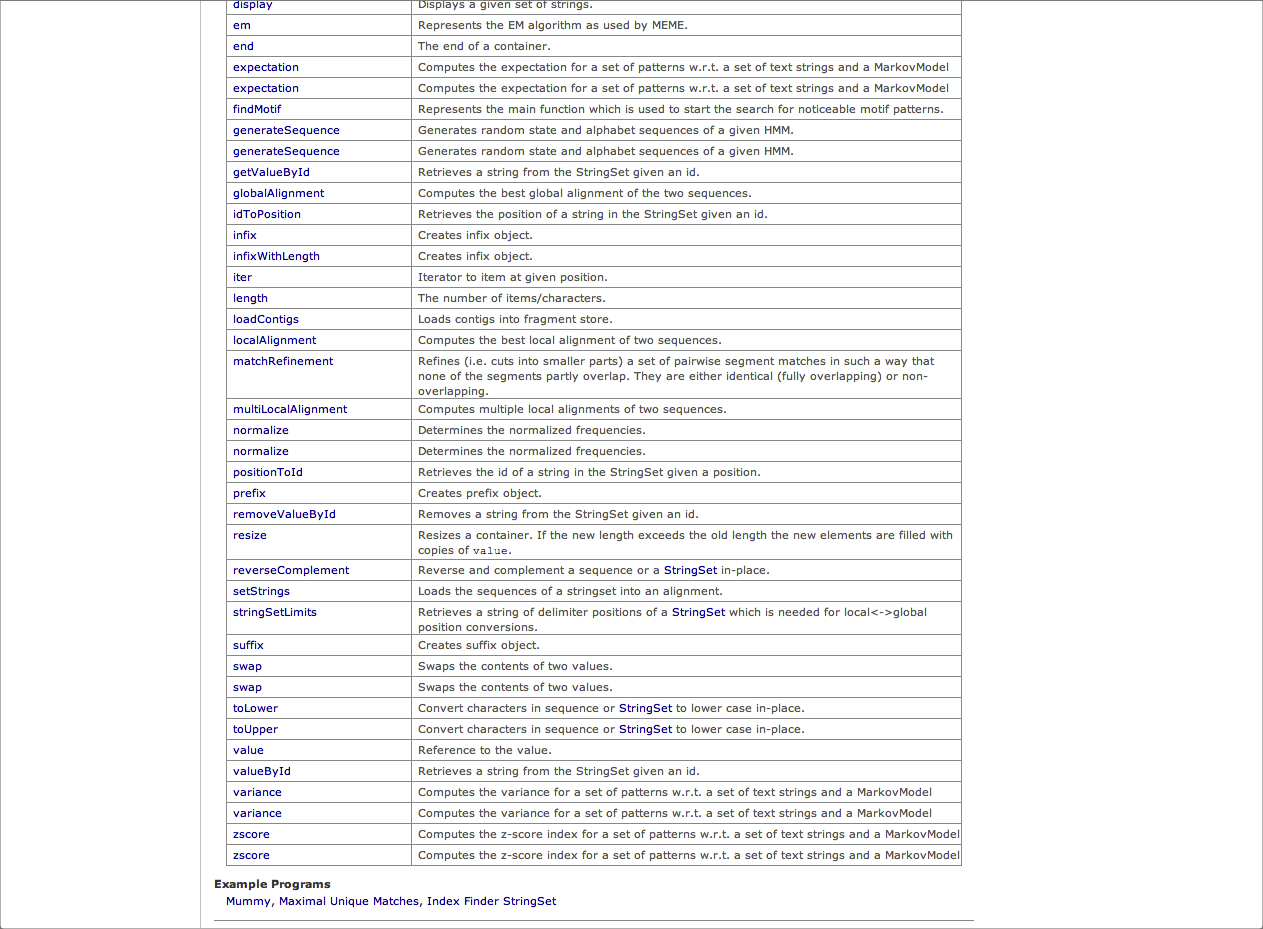 display Displays a given set of strings.
em Represents the EM algorithm as used by MEME.
end The end of a container.
expectation Computes the expectation for a set of patterns w.r.t. a set of text strings and a MarkovModel
expectation Computes the expectation for a set of patterns w.r.t. a set of text strings and a MarkovModel
findMotif Represents the main function which is used to start the search for noticeable motif patterns.
generateSequence Generates random state and alphabet sequences of a given HMM.
generateSequence Generates random state and alphabet sequences of a given HMM.
getValueById Retrieves a string from the StringSet given an id.
globalAlignment Computes the best global alignment of the two sequences.
idToPosition Retrieves the position of a string in the StringSet given an id.
infix Creates infix object.
infixWithLength Creates infix object.
iter Iterator to item at given position.
length The number of items/characters.
loadContigs Loads contigs into fragment store.
localAlignment Computes the best local alignment of two sequences.
matchRefinement Refines (i.e. cuts into smaller parts) a set of pairwise segment matches in such a way that
none of the segments partly overlap. They are either identical (fully overlapping) or non-
overlapping.
multiLocalAlignment Computes multiple local alignments of two sequences.
normalize Determines the normalized frequencies.
normalize Determines the normalized frequencies.
positionToId Retrieves the id of a string in the StringSet given a position.
prefix Creates prefix object.
removeValueById Removes a string from the StringSet given an id.
resize Resizes a container. If the new length exceeds the old length the new elements are filled with
copies of value.
reverseComplement Reverse and complement a sequence or a StringSet in-place.
setStrings Loads the sequences of a stringset into an alignment.
stringSetLimits Retrieves a string of delimiter positions of a StringSet which is needed for local<->global
position conversions.
suffix Creates suffix object.
swap Swaps the contents of two values.
swap Swaps the contents of two values.
toLower Convert characters in sequence or StringSet to lower case in-place.
toUpper Convert characters in sequence or StringSet to lower case in-place.
value Reference to the value.
valueById Retrieves a string from the StringSet given an id.
variance Computes the variance for a set of patterns w.r.t. a set of text strings and a MarkovModel
variance Computes the variance for a set of patterns w.r.t. a set of text strings and a MarkovModel
zscore Computes the z-score index for a set of patterns w.r.t. a set of text strings and a MarkovModel
zscore Computes the z-score index for a set of patterns w.r.t. a set of text strings and a MarkovModel
Example Programs
Mummy, Maximal Unique Matches, Index Finder StringSet